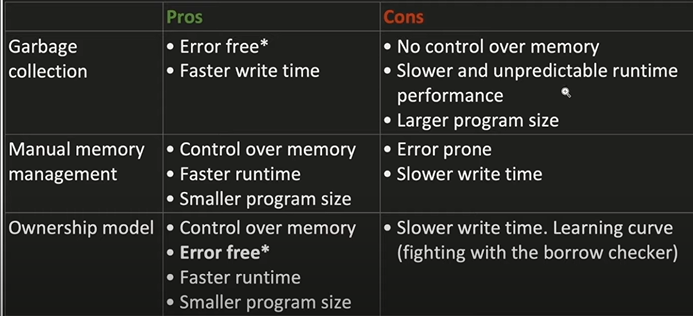 Pros Cons
Garbage collection
• Error free*
• Faster write time
• No control over memory
• Slower and unpredictable runtime
performance
• Larger program size
Manual memory
management
• Control over memory
• Faster runtime
• Smaller program size
• Error prone
• Slower write time
Ownership model
• Control over memory
• Error free*
• Faster runtime
• Smaller program size
• Slower write time. Learning curve
(fighting with the borrow checker)